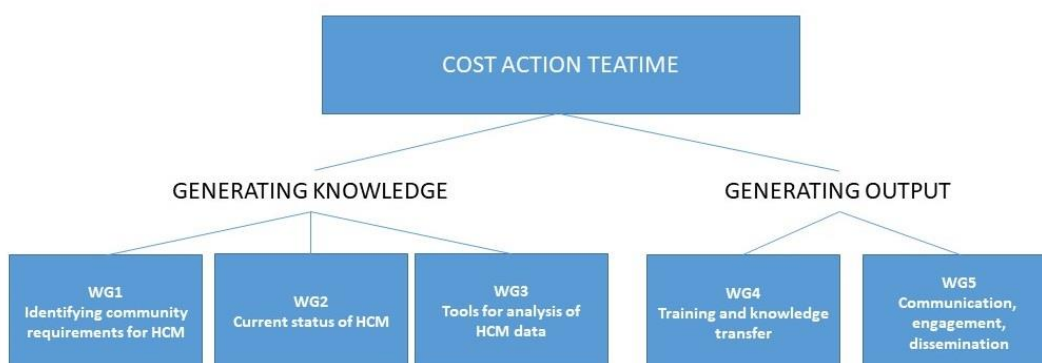 COST ACTION TEATIME
GENERATING KNOWLEDGE
GENERATING OUTPUT
WG1
Identifying community
requirements for HCM
WG2
Current status of HCM
WG3
Tools for analysis of
HCM data
WG4
Training and knowledge
transfer
WG5
Communication,
engagement,
dissemination